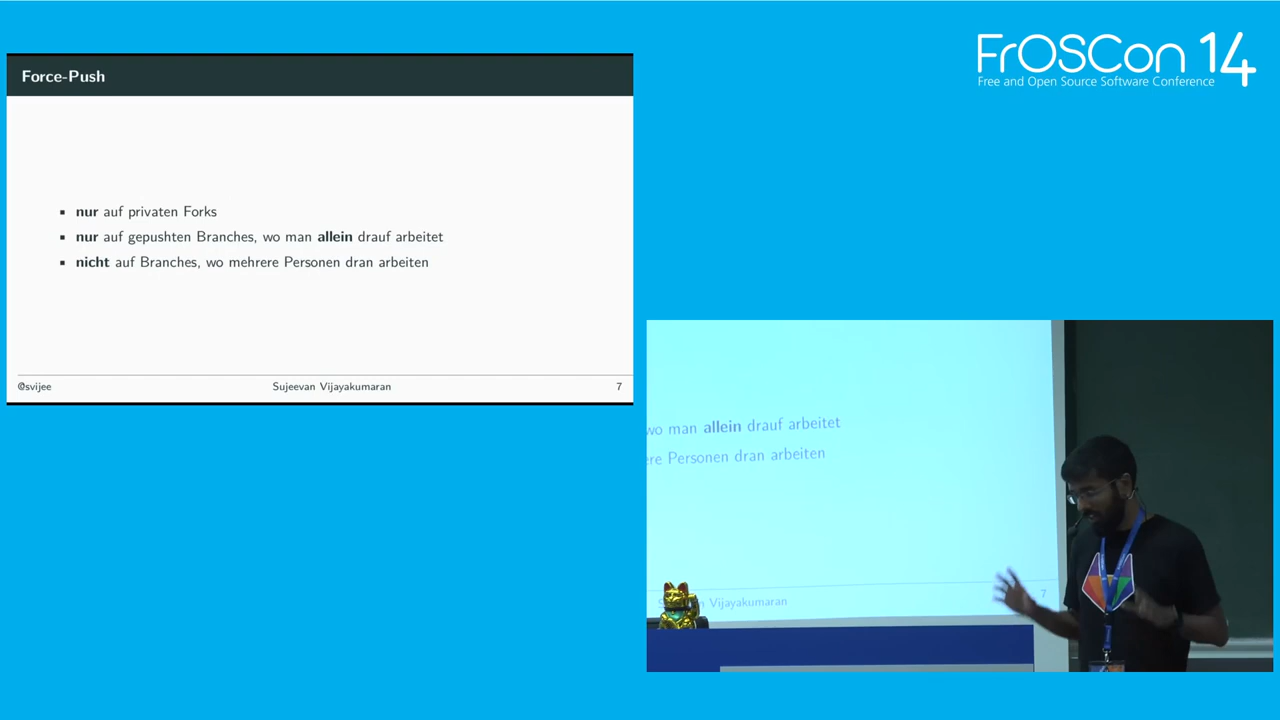 Force-Push
nur auf privaten Forks
nur auf gepushten Branches, wo man allein drauf arbeitet
nicht auf Branches, wo mehrere Personen dran arbeiten
@svijee
Sujeevan Vijayakumaran
7
FrOSCon 14
Free and Open Source Software Conference
wo man allein drauf arbeitet
ere Personen dran arbeiten
Vijayakumaran
7